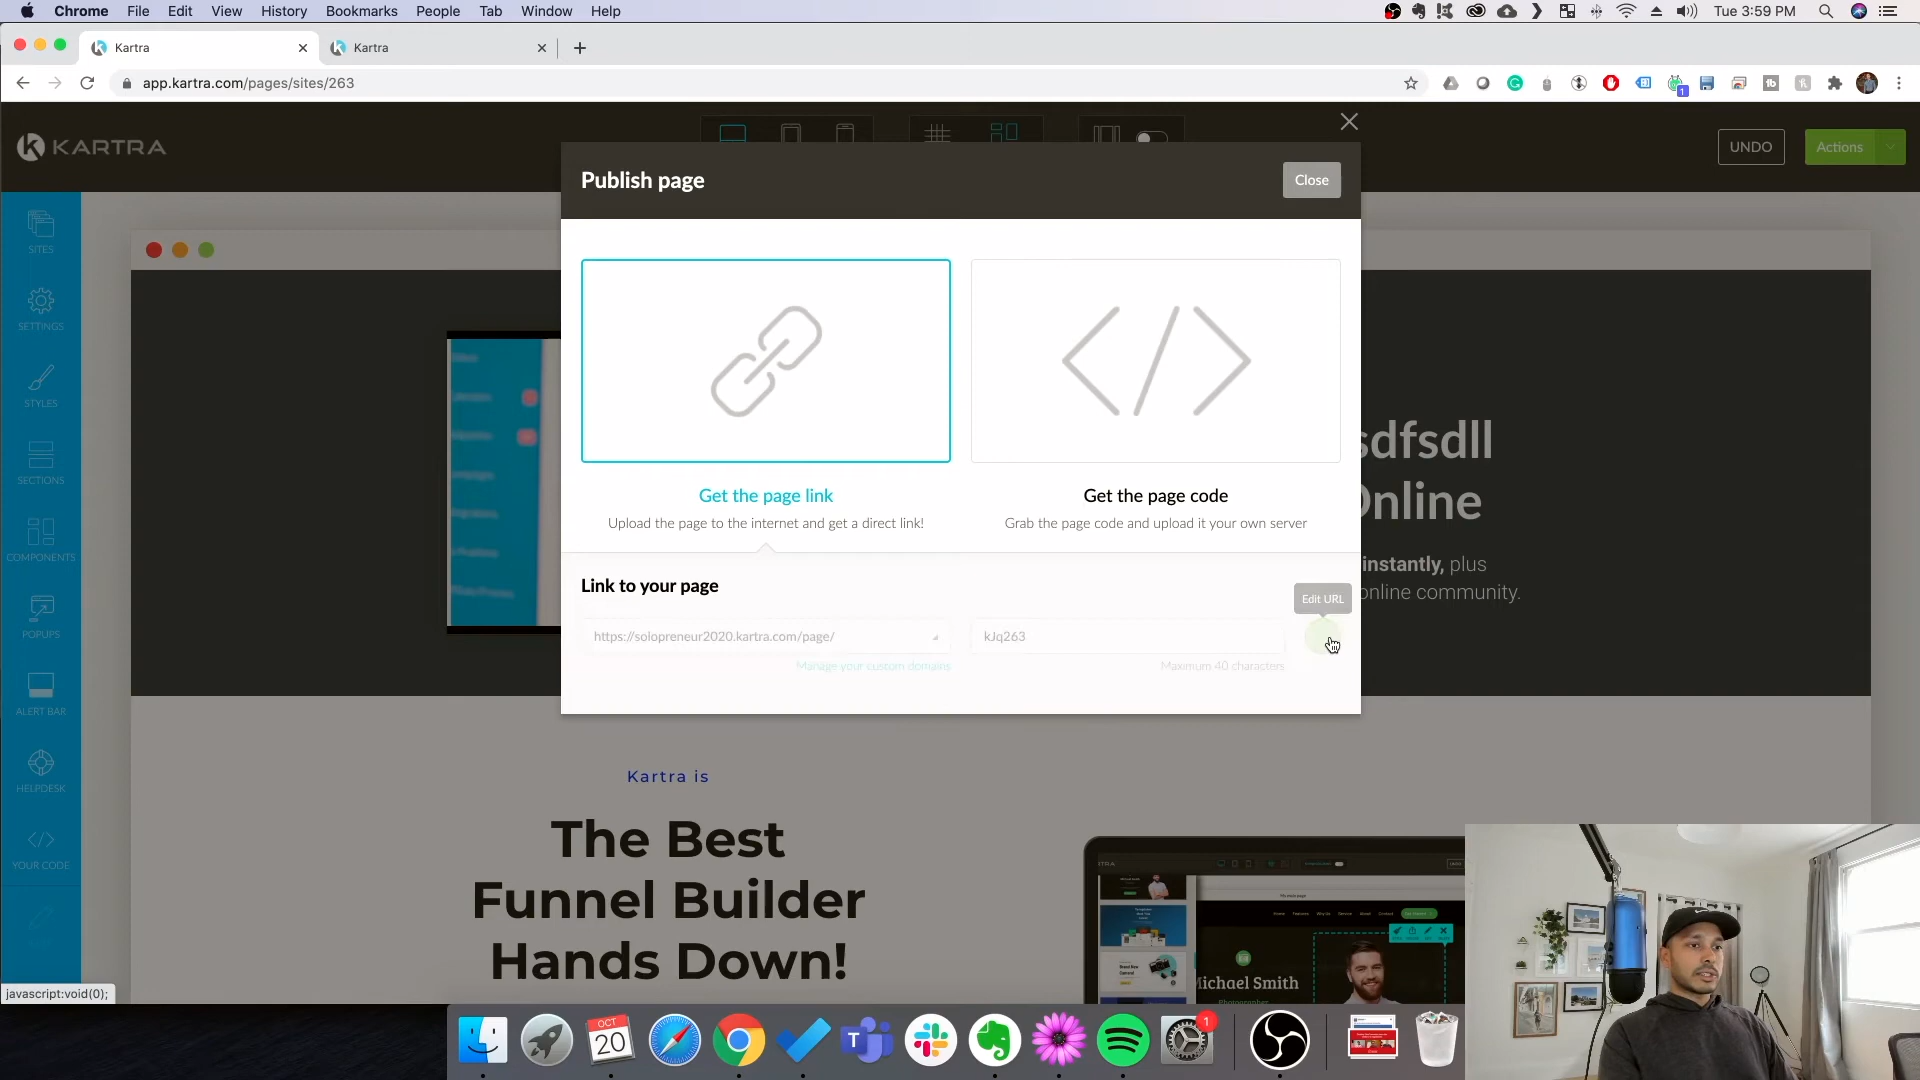 Chrome File Edit View History Bookmarks People Tab Window Help
Tue 3:59 PM
Kartra
Kartra
app.kartra.com/pages/sites/263
1
KARTRA
UNDO
Actions
Publish page
Close
SITES
SETTINGS
STYLES
SECTIONS
COMPONENTS
POPUPS
ALERT BAR
HELPDESK
YOUR CODE
Get the page link
Upload the page to the internet and get a direct link!
Get the page code
Grab the page code and upload it your own server
sdfsdll
Online
instantly, plus
online community.
Link to your page
Edit URL
https://solopreneur2020.kartra.com/page/
kJq263
Manage your custom domains
Maximum 40 characters
Kartra is
The Best
Funnel Builder
Hands Down!
Michael Smith
Photographer
javascript:void(0);
OCT
20
T
1